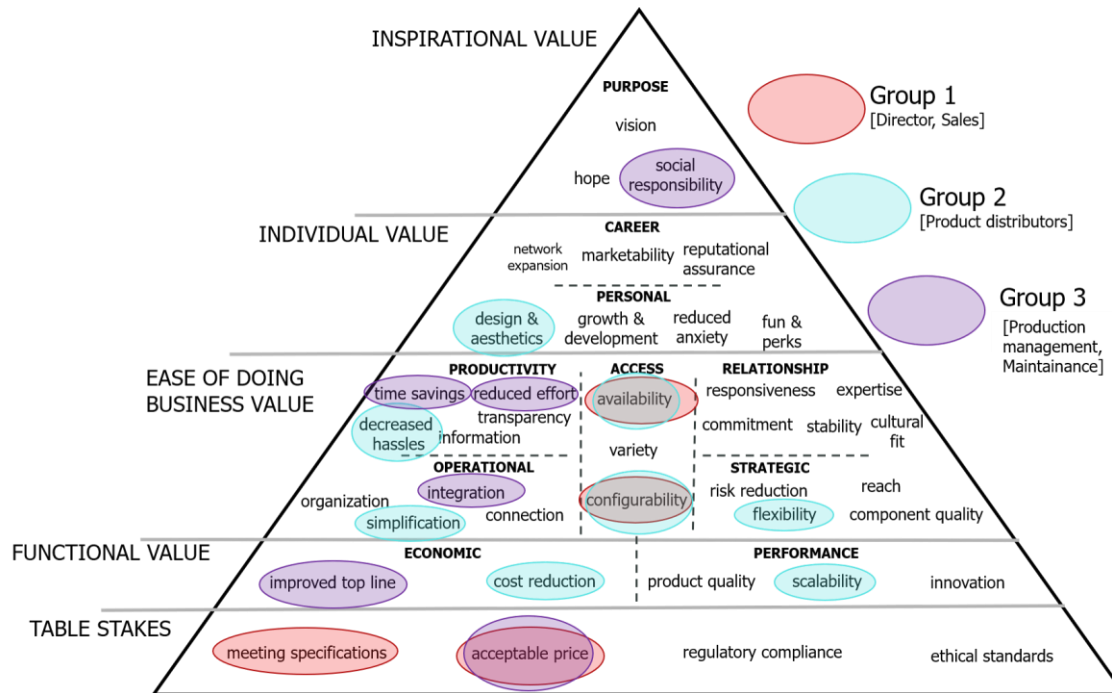 INSPIRATIONAL VALUE
PURPOSE
vision
hope
social
responsibility
Group 1
[Director, Sales]
Group 2
[Product distributors]
Group 3
[Production
management,
Maintainance]
INDIVIDUAL VALUE
CAREER
network
expansion
marketability
reputational
assurance
PERSONAL
design &
aesthetics
growth &
development
reduced
anxiety
fun &
perks
EASE OF DOING
BUSINESS VALUE
PRODUCTIVITY
time savings
reduced effort
transparency
decreased
hassles
information
ACCESS
availability
variety
configurability
RELATIONSHIP
responsiveness
expertise
commitment
stability
cultural
fit
OPERATIONAL
organization
integration
simplification
connection
STRATEGIC
risk reduction
reach
flexibility
component quality
FUNCTIONAL VALUE
ECONOMIC
improved top line
cost reduction
PERFORMANCE
product quality
scalability
innovation
TABLE STAKES
meeting specifications
acceptable price
regulatory compliance
ethical standards